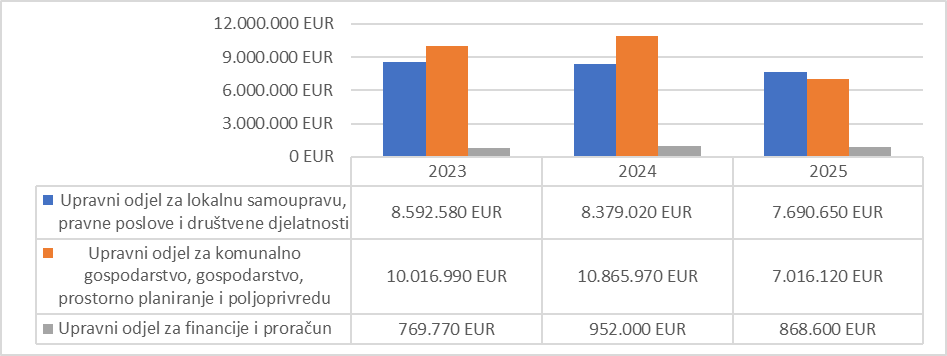 12.000.000 EUR
9.000.000 EUR
6.000.000 EUR
3.000.000 EUR
0 EUR
2023 2024 2025
Upravni odjel za lokalnu samoupravu,
pravne poslove i društvene djelatnosti
8.592.580 EUR 8.379.020 EUR 7.690.650 EUR
Upravni odjel za komunalno
gospodarstvo, gospodarstvo,
prostorno planiranje i poljoprivredu
10.016.990 EUR 10.865.970 EUR 7.016.120 EUR
Upravni odjel za financije i proračun 769.770 EUR 952.000 EUR 868.600 EUR